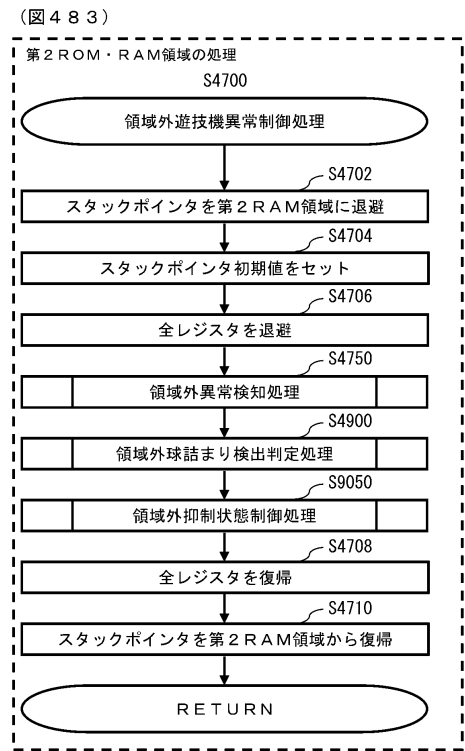 （図４８３）
第２ＲＯＭ・ＲＡＭ領域の処理
S4700
領域外遊技機異常制御処理
S4702
スタックポインタを第２ＲＡＭ領域に退避
S4704
スタックポインタ初期値をセット
S4706
全レジスタを退避
S4750
領域外異常検知処理
S4900
領域外球詰まり検出判定処理
S9050
領域外抑制状態制御処理
S4708
全レジスタを復帰
S4710
スタックポインタを第２ＲＡＭ領域から復帰
ＲＥＴＵＲＮ